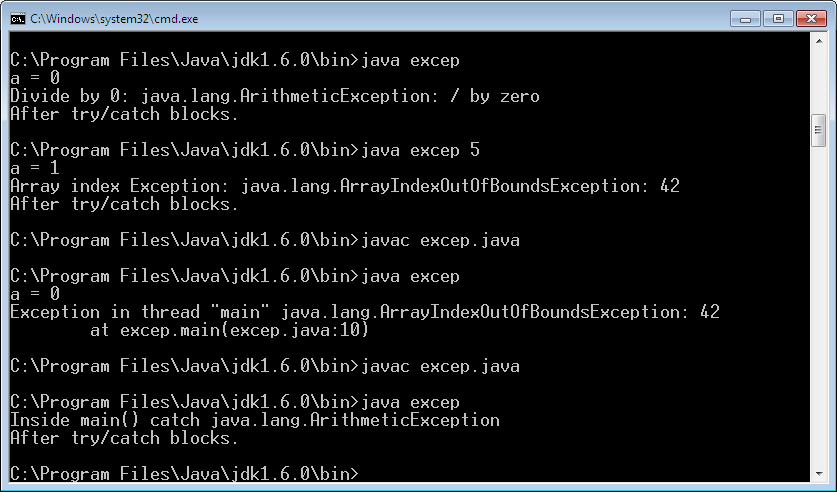 C:\Windows\system32\cmd.exe
C:\Program Files\Java\jdk1.6.0\bin>java excep
a = 0
Divide by 0: java.lang.ArithmeticException: / by zero
After try/catch blocks.
C:\Program Files\Java\jdk1.6.0\bin>java excep 5
a = 1
Array index Exception: java.lang.ArrayIndexOutOfBoundsException: 42
After try/catch blocks.
C:\Program Files\Java\jdk1.6.0\bin>javac excep.java
C:\Program Files\Java\jdk1.6.0\bin>java excep
a = 0
Exception in thread "main" java.lang.ArrayIndexOutOfBoundsException: 42
        at excep.main(excep.java:10)
C:\Program Files\Java\jdk1.6.0\bin>javac excep.java
C:\Program Files\Java\jdk1.6.0\bin>java excep
Inside main() catch java.lang.ArithmeticException
After try/catch blocks.
C:\Program Files\Java\jdk1.6.0\bin>